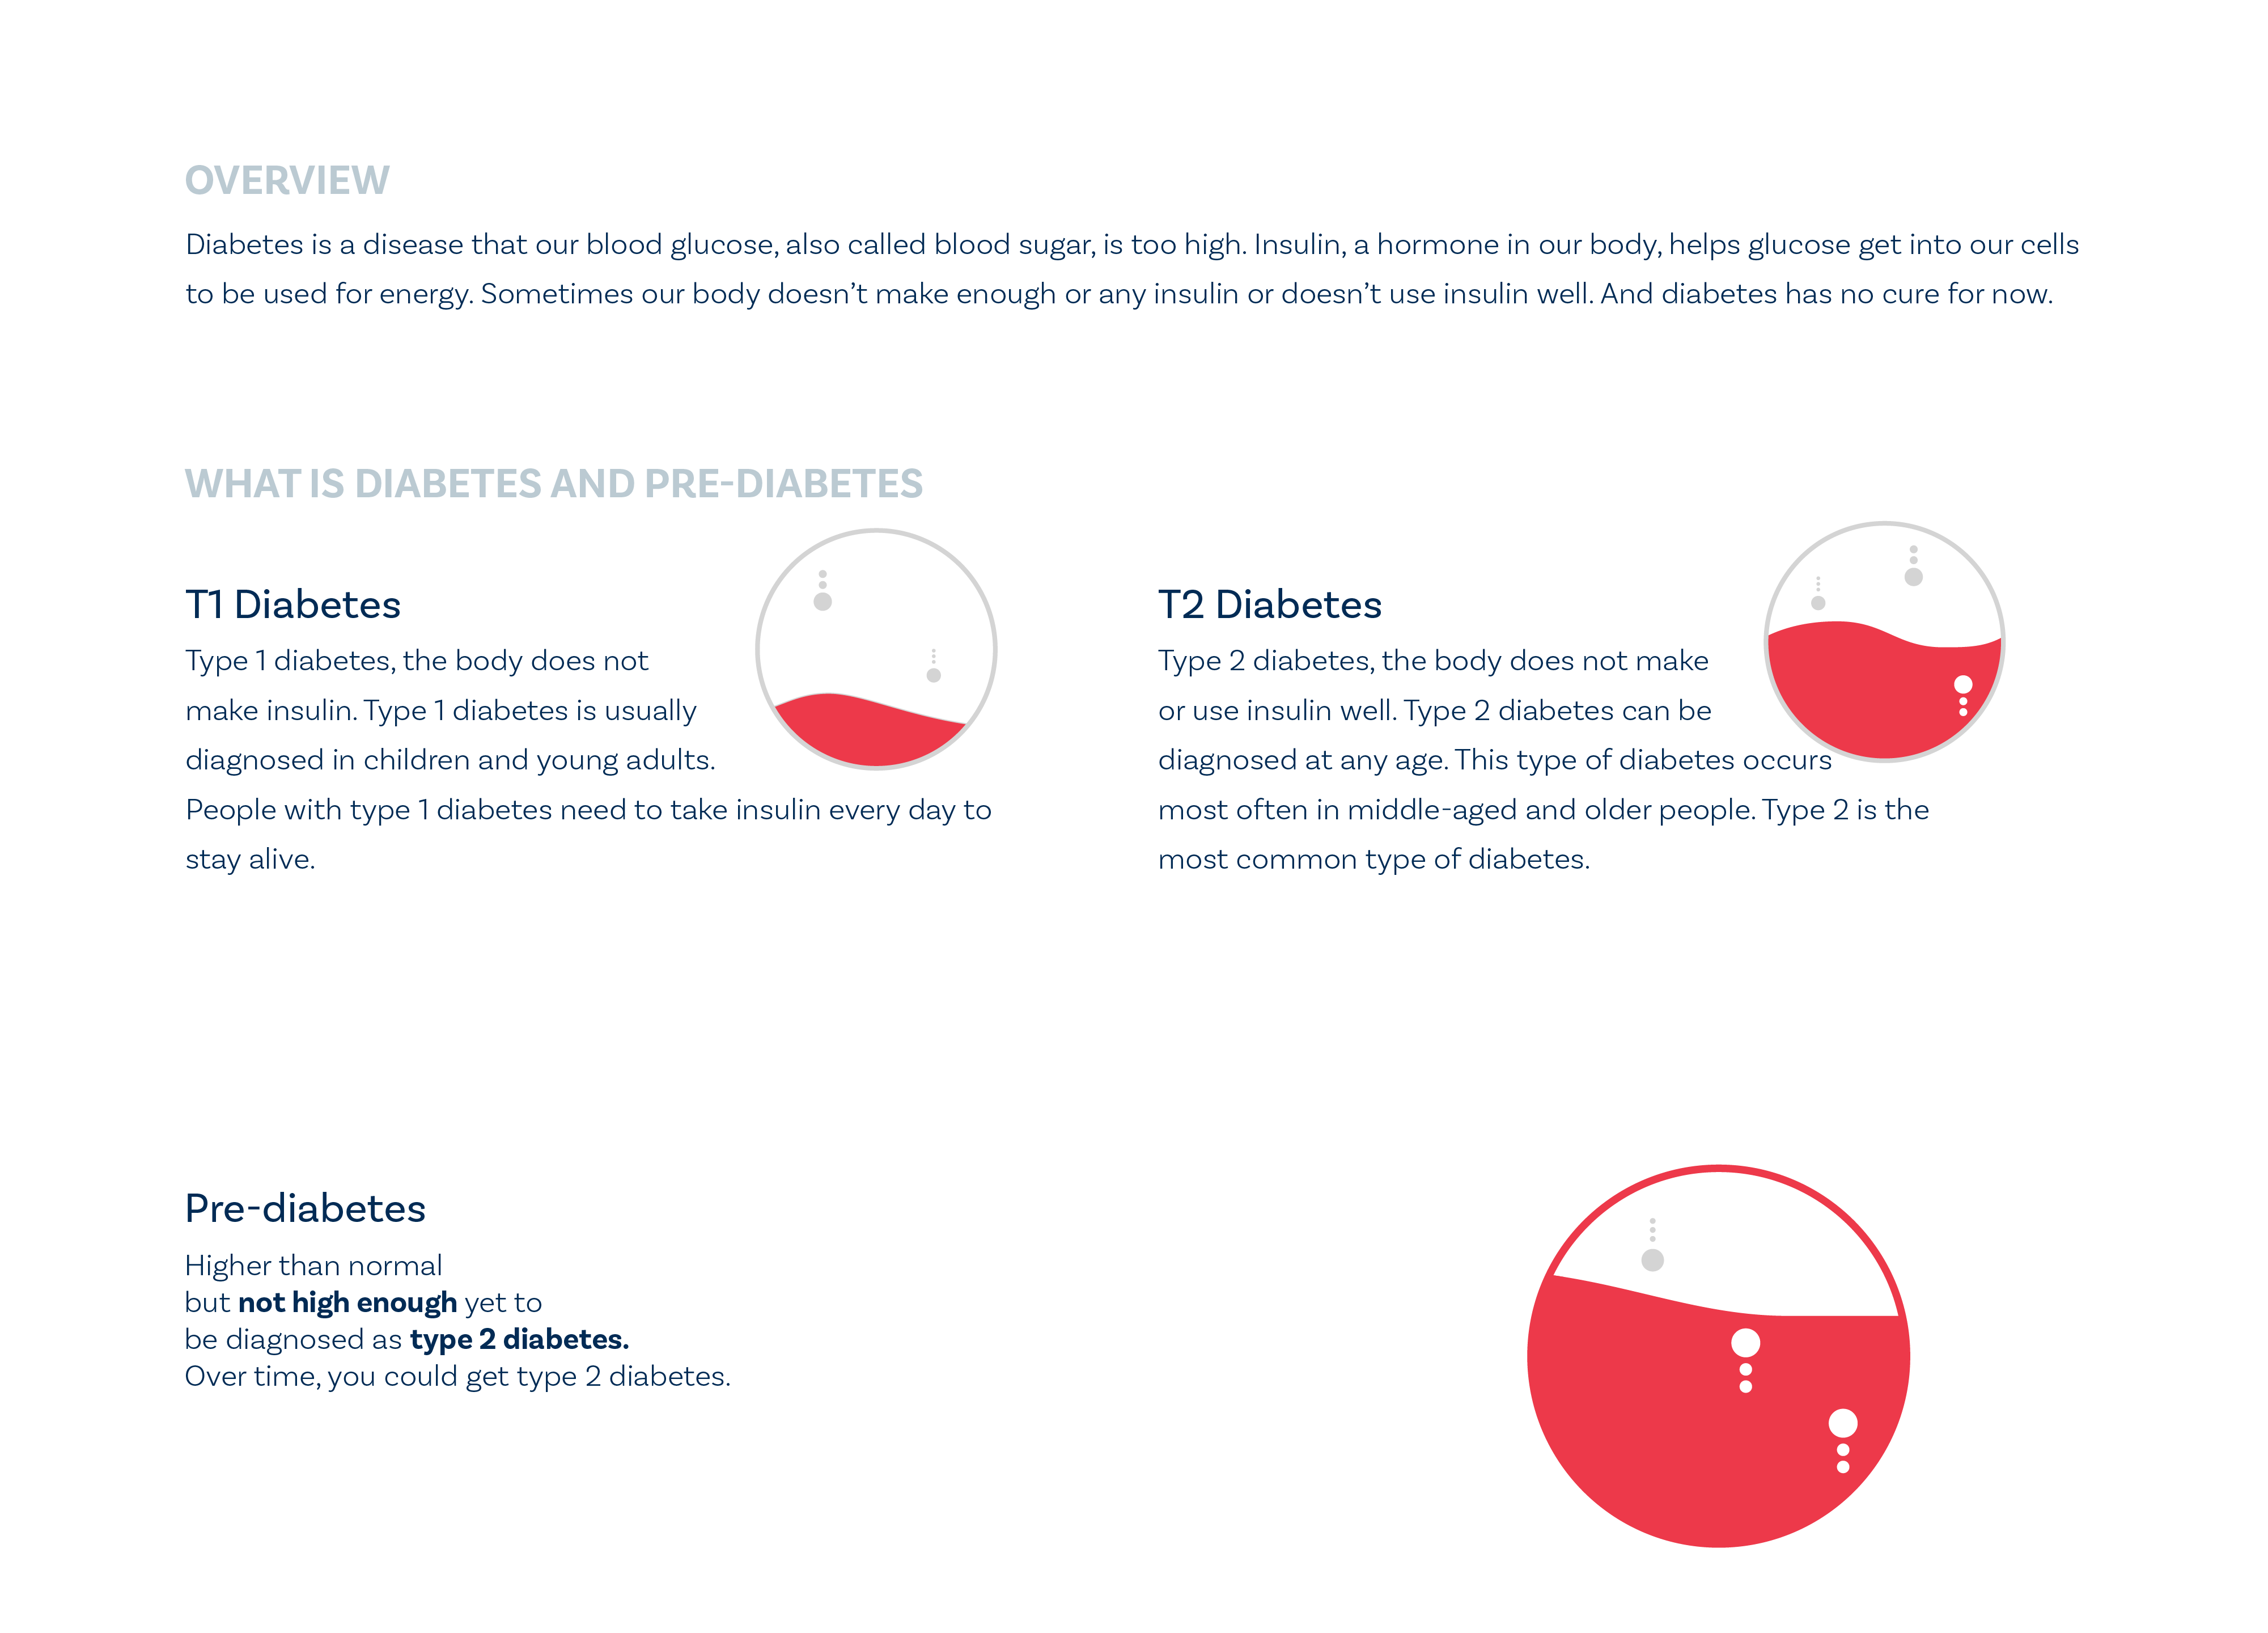 OVERVIEW
Diabetes is a disease that our blood glucose, also called blood sugar, is too high. Insulin, a hormone in our body, helps glucose get into our cells
to be used for energy. Sometimes our body doesn’t make enough or any insulin or doesn’t use insulin well. And diabetes has no cure for now.
WHAT IS DIABETES AND PRE-DIABETES
T1 Diabetes
Type 1 diabetes, the body does not
make insulin. Type 1 diabetes is usually
diagnosed in children and young adults.
People with type 1 diabetes need to take insulin every day to
stay alive.
T2 Diabetes
Type 2 diabetes, the body does not make
or use insulin well. Type 2 diabetes can be
diagnosed at any age. This type of diabetes occurs
most often in middle-aged and older people. Type 2 is the
most common type of diabetes.
Pre-diabetes
Higher than normal
but not high enough yet to
be diagnosed as type 2 diabetes.
Over time, you could get type 2 diabetes.